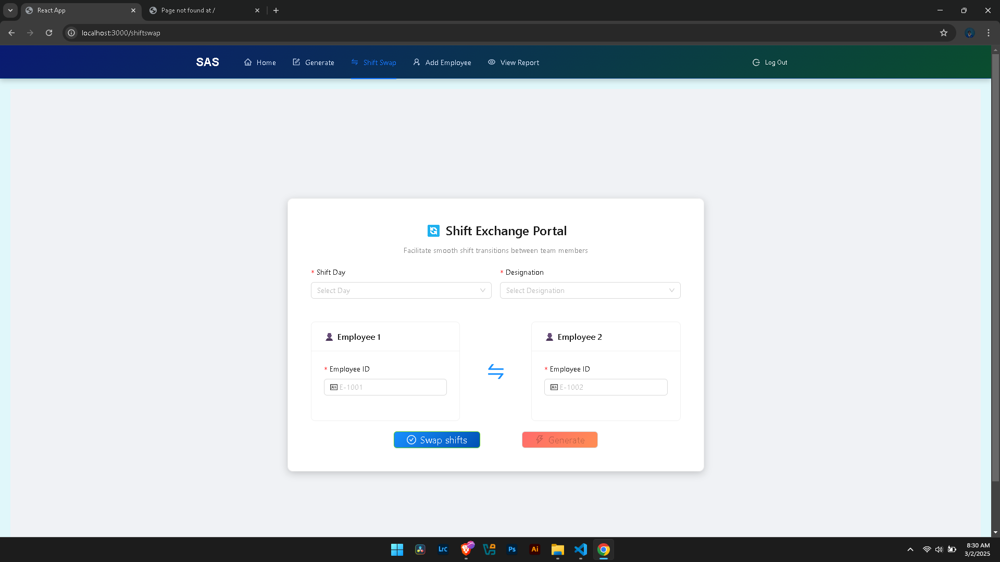 React App
Page not found at /
localhost:3000/shiftswap
SAS
Home
Generate
Shift Swap
Add Employee
View Report
Log Out
Shift Exchange Portal
Facilitate smooth shift transitions between team members
* Shift Day
* Designation
Select Day
Select Designation
Employee 1
Employee 2
* Employee ID
* Employee ID
E-1001
E-1002
Swap shifts
Generate
Lrc
Ps
Ai
8:30 AM
3/2/2025